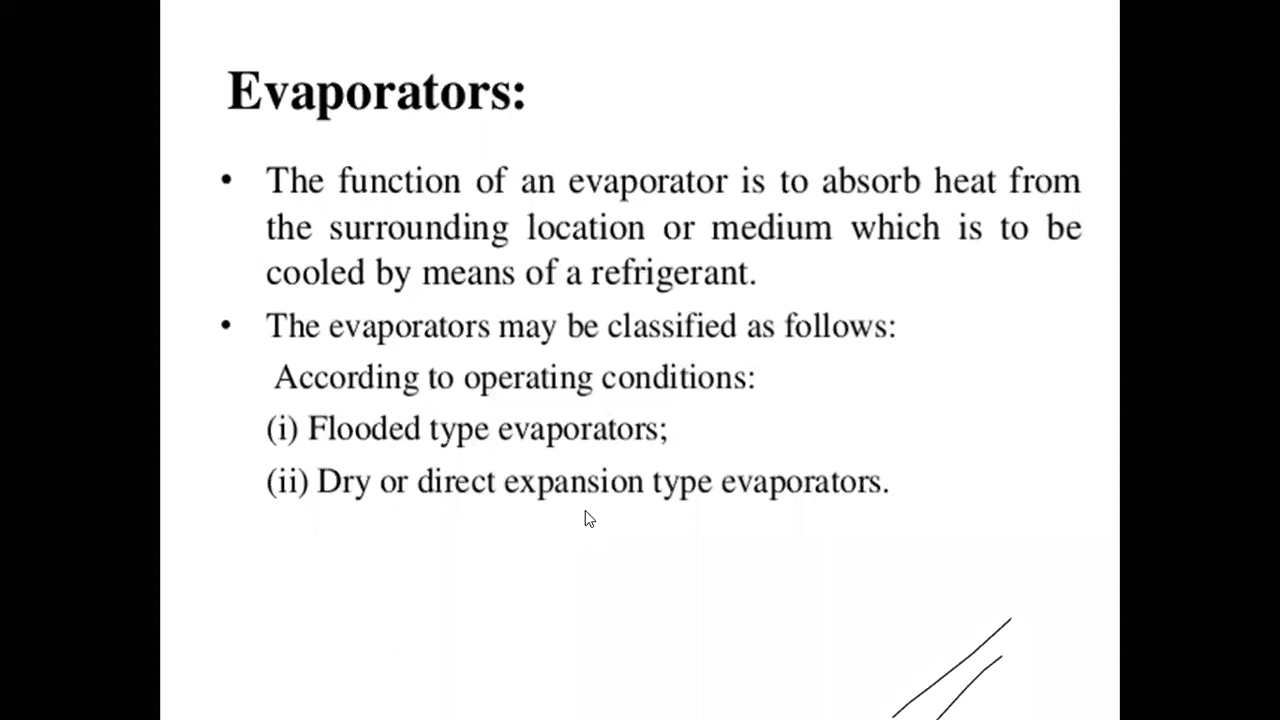 Evaporators:
• The function of an evaporator is to absorb heat from
the surrounding location or medium which is to be
cooled by means of a refrigerant.
• The evaporators may be classified as follows:
According to operating conditions:
(i) Flooded type evaporators;
(ii) Dry or direct expansion type evaporators.